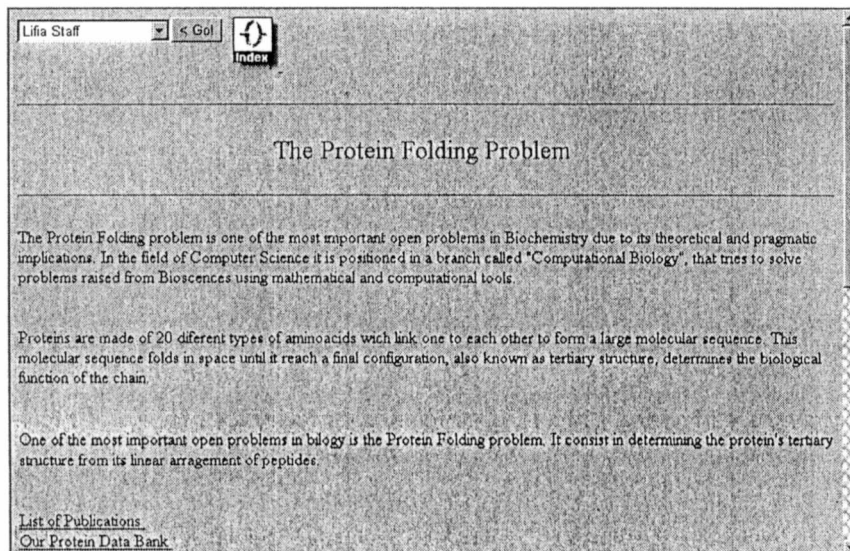 Lifia Staff < Go!
Index
The Protein Folding Problem
The Protein Folding problem is one of the most important open problems in Biochemistry due to its theoretical and pragmatic
implications. In the field of Computer Science it is positioned in a branch called "Computational Biology", that tries to solve
problems raised from Bioscences using mathematical and computational tools.
Proteins are made of 20 diferent types of aminoacids wich link one to each other to form a large molecular sequence. This
molecular sequence folds in space until it reach a final configuration, also known as tertiary structure, determines the biological
function of the chain.
One of the most important open problems in bilogy is the Protein Folding problem. It consist in determining the protein's tertiary
structure from its linear arragement of peptides.
List of Publications
Our Protein Data Bank